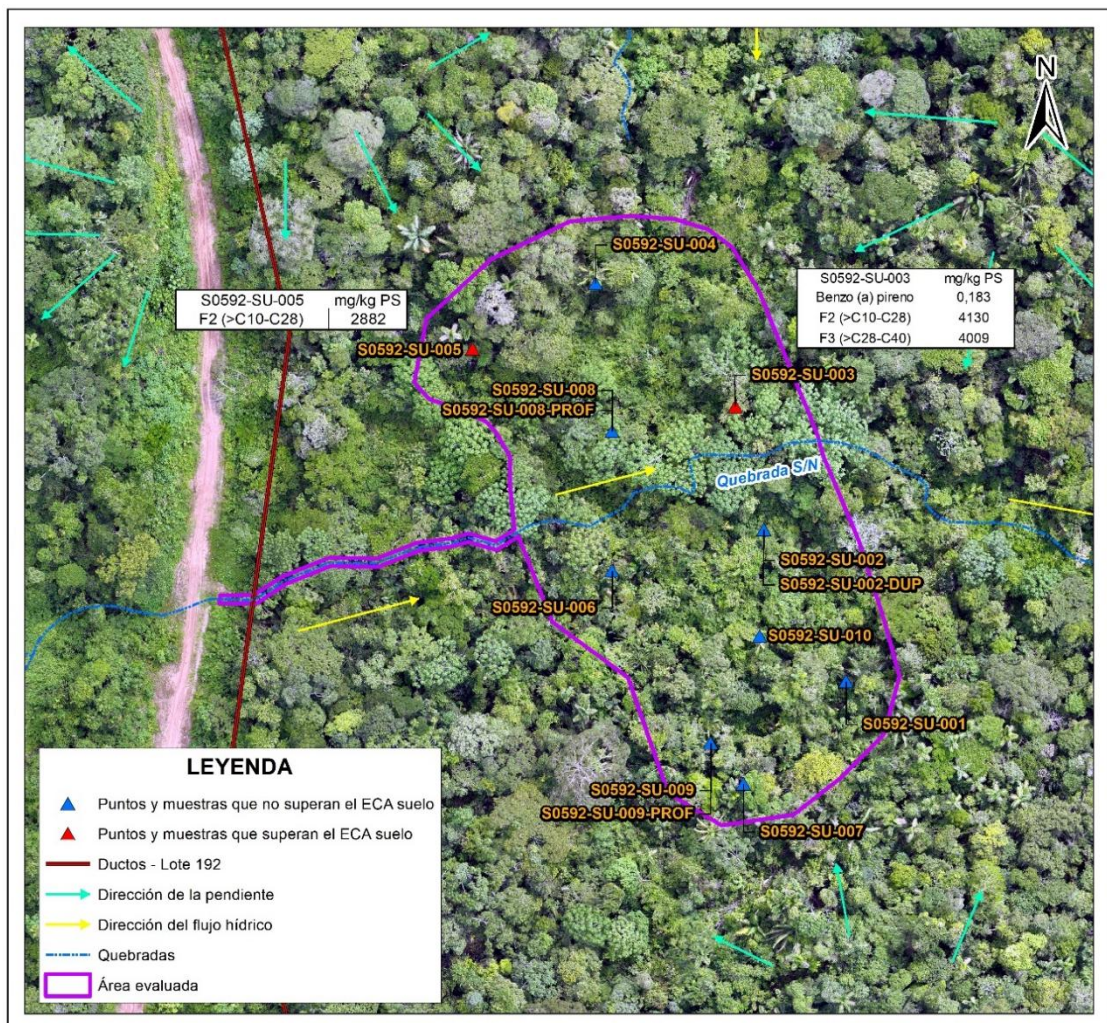 N
S0592-SU-004
S0592-SU-005 mg/kg PS
F2 (>C10-C28) 2882
S0592-SU-003 mg/kg PS
Benzo (a) pireno 0,183
F2 (>C10-C28) 4130
F3 (>C28-C40) 4009
S0592-SU-005
S0592-SU-003
S0592-SU-008
S0592-SU-008-PROF
Quebrada S/N
S0592-SU-002
S0592-SU-002-DUP
S0592-SU-006
S0592-SU-010
S0592-SU-001
S0592-SU-009
S0592-SU-009-PROF
S0592-SU-007
LEYENDA
Puntos y muestras que no superan el ECA suelo
Puntos y muestras que superan el ECA suelo
Ductos - Lote 192
Dirección de la pendiente
Dirección del flujo hídrico
Quebradas
Área evaluada